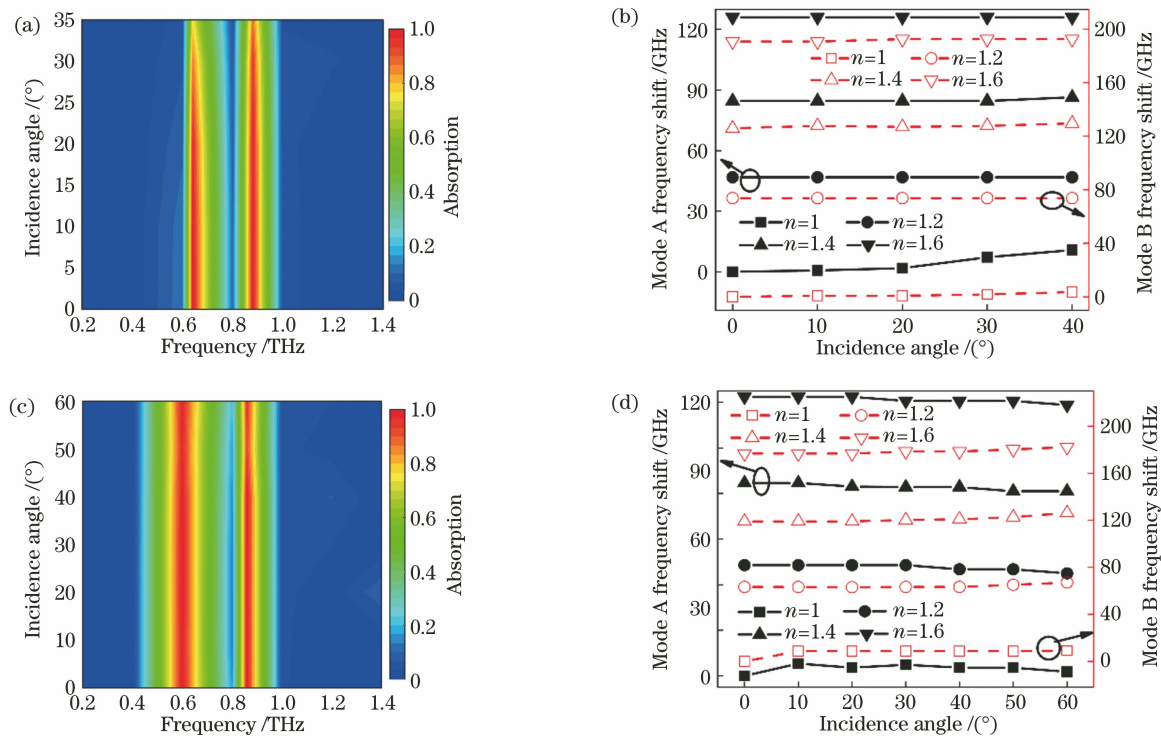 (a)
35
30
25
20
15
10
5
0
Incidence angle /(°)
0.2 0.4 0.6 0.8 1.0 1.2 1.4
Frequency /THz
1.0
0.8
0.6
0.4
0.2
0
Absorption
(b)
120
90
60
30
0
Mode A frequency shift /GHz
n=1 n=1.2
n=1.4 n=1.6
n=1 n=1.2
n=1.4 n=1.6
0 10 20 30 40
Incidence angle /(°)
200
160
120
80
40
0
Mode B frequency shift /GHz
(c)
60
50
40
30
20
10
0
Incidence angle /(°)
0.2 0.4 0.6 0.8 1.0 1.2 1.4
Frequency /THz
1.0
0.8
0.6
0.4
0.2
0
Absorption
(d)
120
90
60
30
0
Mode A frequency shift /GHz
n=1 n=1.2
n=1.4 n=1.6
n=1 n=1.2
n=1.4 n=1.6
0 10 20 30 40 50 60
Incidence angle /(°)
200
160
120
80
40
0
Mode B frequency shift /GHz